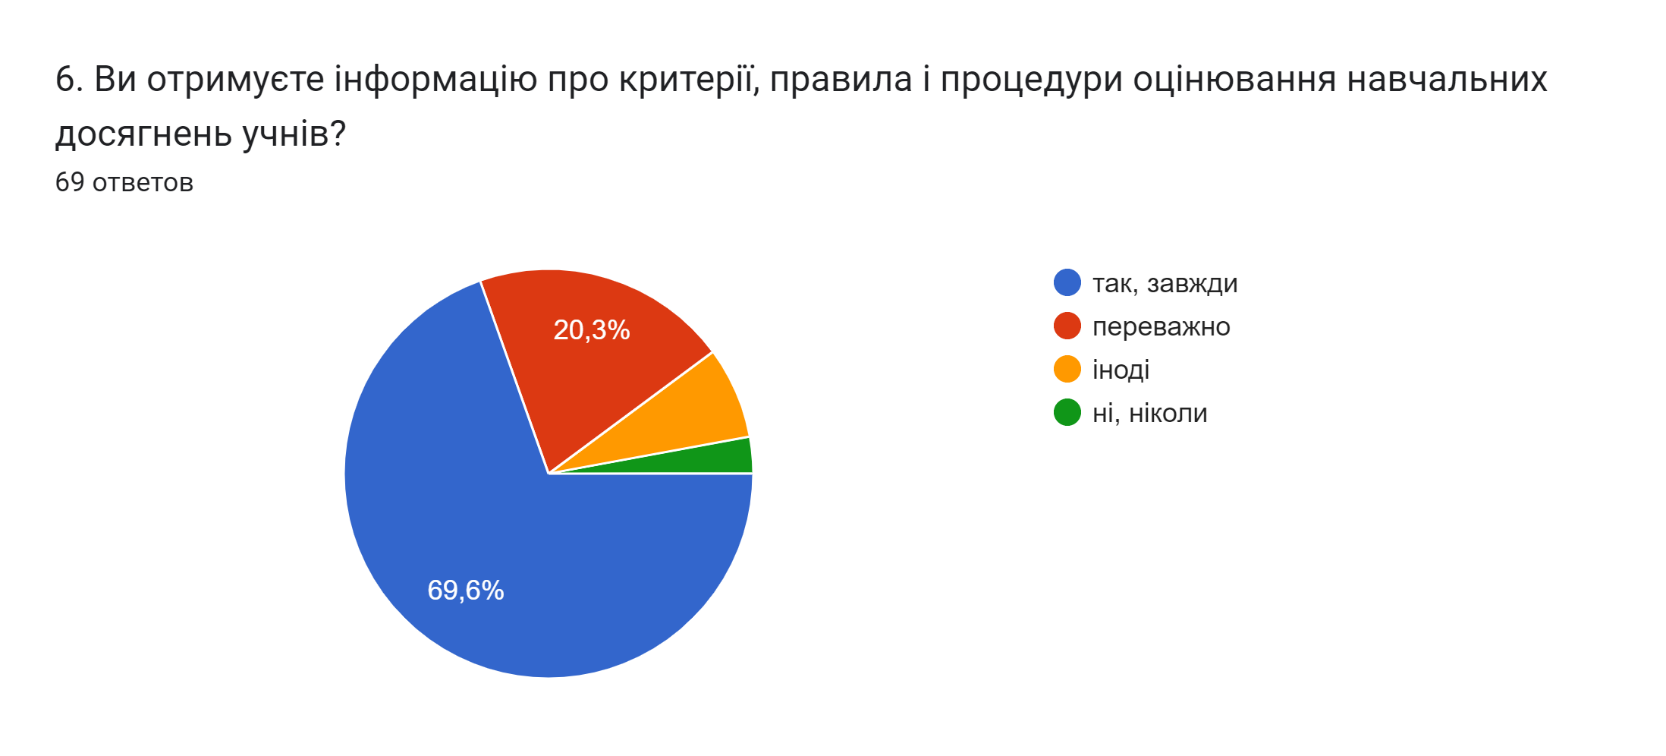 6. Ви отримуєте інформацію про критерії, правила і процедури оцінювання навчальних
досягнень учнів?
69 ответов
20,3%
69,6%
так, завжди
переважно
іноді
ні, ніколи